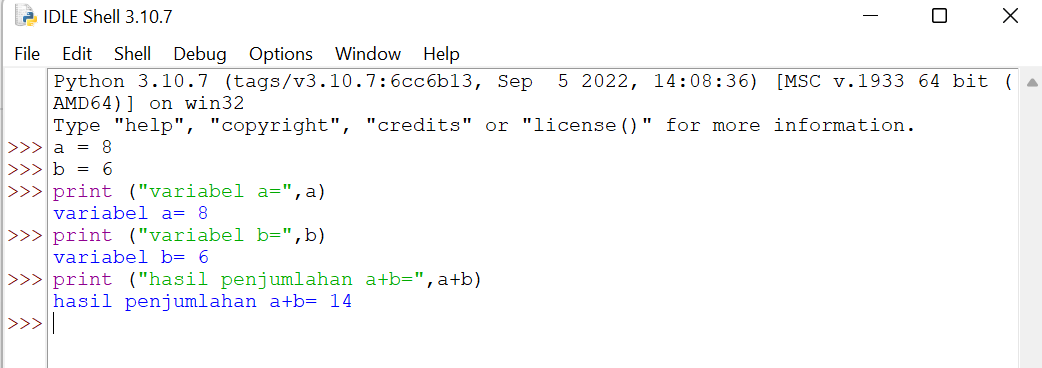 IDLE Shell 3.10.7
File Edit Shell Debug Options Window Help
Python 3.10.7 (tags/v3.10.7:6cc6b13, Sep  5 2022, 14:08:36) [MSC v.1933 64 bit (
AMD64)] on win32
Type "help", "copyright", "credits" or "license()" for more information.
>>> a = 8
>>> b = 6
>>> print ("variabel a=",a)
variabel a= 8
>>> print ("variabel b=",b)
variabel b= 6
>>> print ("hasil penjumlahan a+b=",a+b)
hasil penjumlahan a+b= 14
>>>